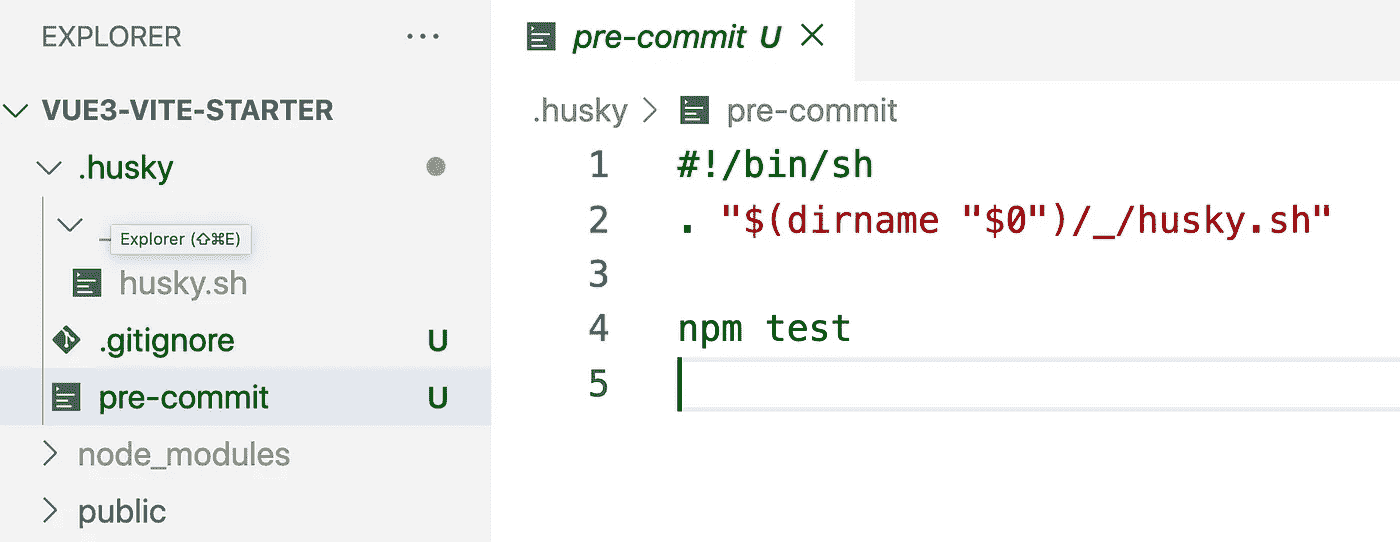 EXPLORER ...
VUE3-VITE-STARTER
.husky
_
Explorer (⇧⌘E)
husky.sh
.gitignore U
pre-commit U
node_modules
public
pre-commit U
.husky > pre-commit
1 #!/bin/sh
2 . "$(dirname "$0")/_/husky.sh"
3
4 npm test
5